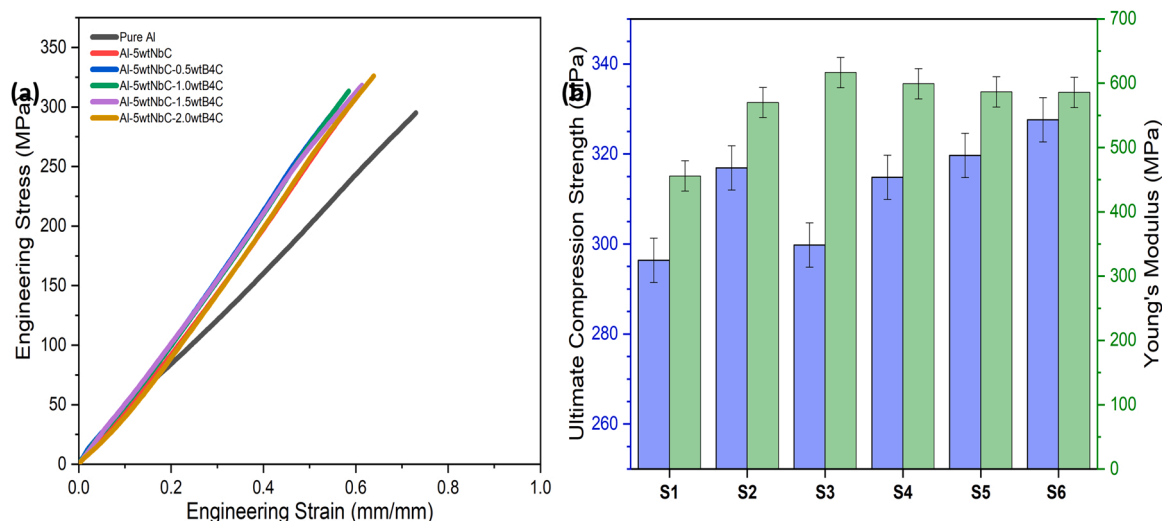 Pure Al
Al-5wtNbC
Al-5wtNbC-0.5wtB4C
Al-5wtNbC-1.0wtB4C
Al-5wtNbC-1.5wtB4C
Al-5wtNbC-2.0wtB4C
(a)
Engineering Stress (MPa)
350
300
250
200
150
100
50
0
0.0 0.2 0.4 0.6 0.8 1.0
Engineering Strain (mm/mm)
(b)
Ultimate Compression Strength (MPa)
340
320
300
280
260
S1 S2 S3 S4 S5 S6
700
600
500
400
300
200
100
0
Young's Modulus (MPa)